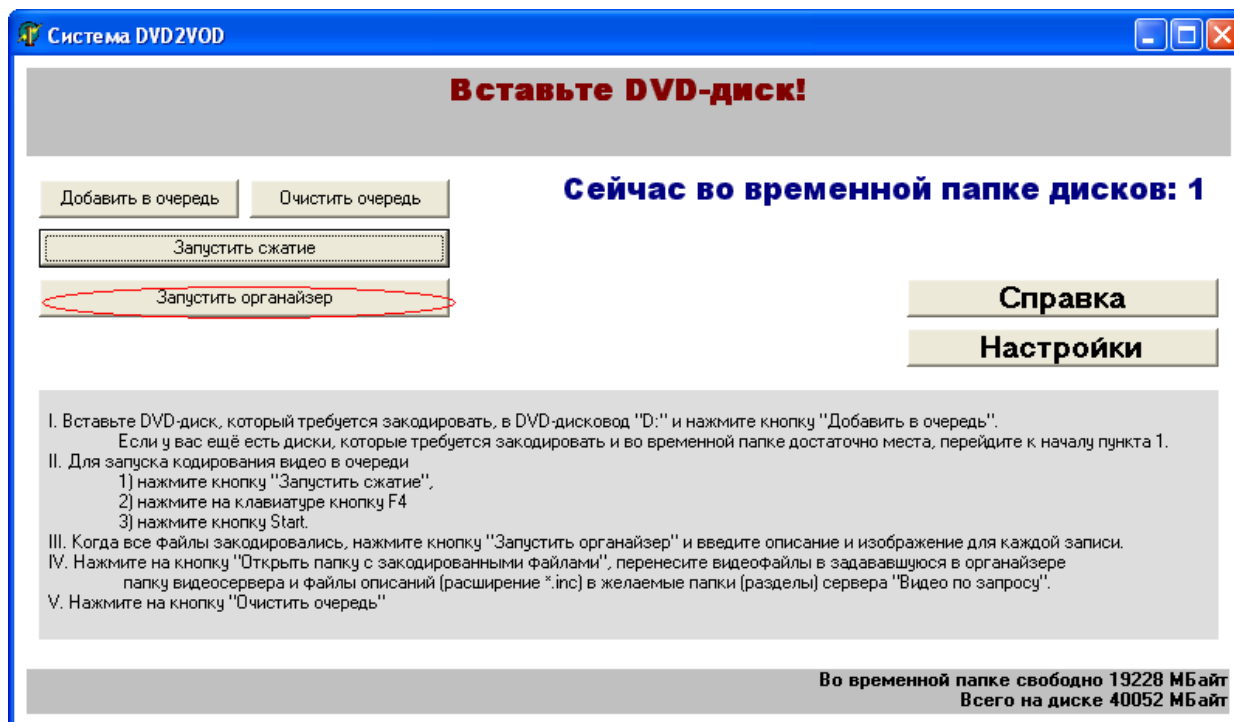 Система DVD2VOD
Вставьте DVD-диск!
Добавить в очередь
Очистить очередь
Сейчас во временной папке дисков: 1
Запустить сжатие
Запустить органайзер
Справка
Настройки
I. Вставьте DVD-диск, который требуется закодировать, в DVD-дисковод "D:" и нажмите кнопку "Добавить в очередь".
Если у вас ещё есть диски, которые требуется закодировать и во временной папке достаточно места, перейдите к началу пункта 1.
II. Для запуска кодирования видео в очереди
1) нажмите кнопку "Запустить сжатие",
2) нажмите на клавиатуре кнопку F4
3) нажмите кнопку Start.
III. Когда все файлы закодировались, нажмите кнопку "Запустить органайзер" и введите описание и изображение для каждой записи.
IV. Нажмите на кнопку "Открыть папку с закодированными файлами", перенесите видеофайлы в задававшуюся в органайзере
папку видеосервера и файлы описаний (расширение *.inc) в желаемые папки (разделы) сервера "Видео по запросу".
V. Нажмите на кнопку "Очистить очередь"
Во временной папке свободно 19228 МБайт
Всего на диске 40052 МБайт